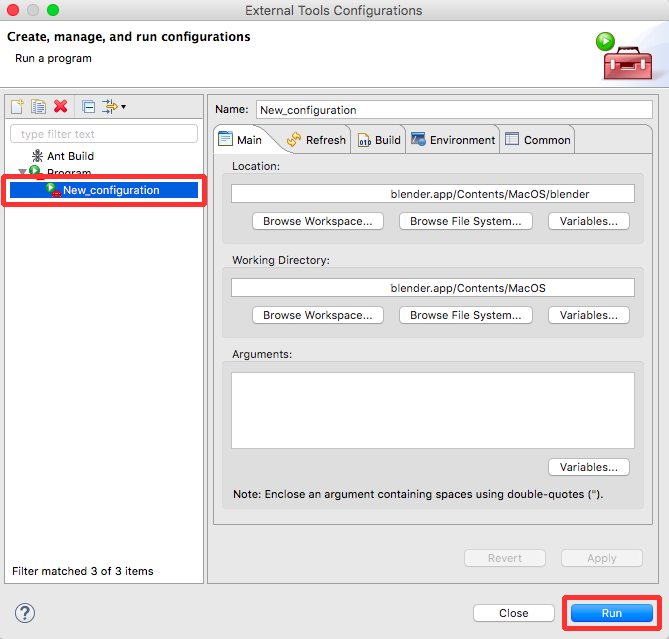 External Tools Configurations
Create, manage, and run configurations
Run a program
type filter text
Ant Build
Program
New_configuration
Filter matched 3 of 3 items
Name: New_configuration
Main Refresh Build Environment Common
Location:
blender.app/Contents/MacOS/blender
Browse Workspace... Browse File System... Variables...
Working Directory:
blender.app/Contents/MacOS
Browse Workspace... Browse File System... Variables...
Arguments:
Variables...
Note: Enclose an argument containing spaces using double-quotes (").
Revert Apply
? Close Run